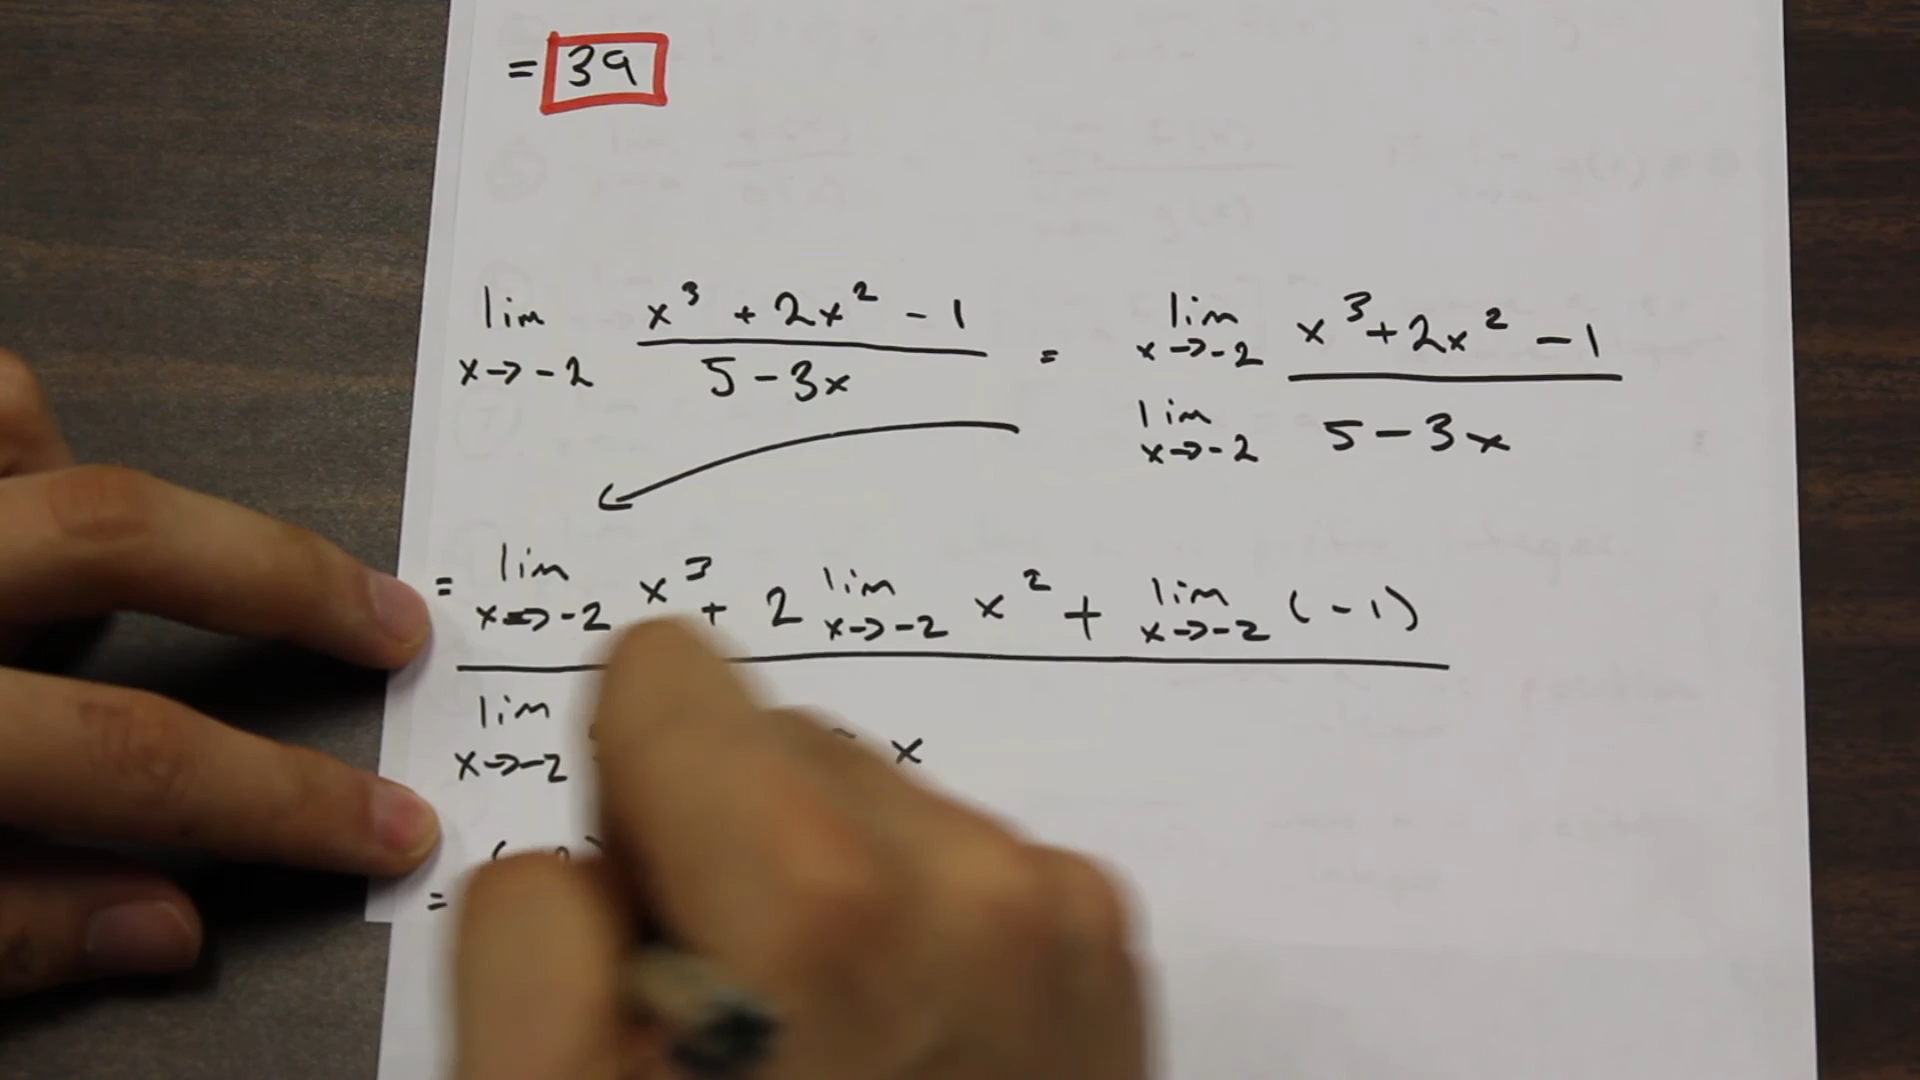 = 39
lim x→-2 x³ + 2x² - 1 / 5 - 3x = lim x→-2 x³ + 2x² - 1 / lim x→-2 5 - 3x
= lim x→-2 x³ + 2 lim x→-2 x² + lim x→-2 (-1)
lim x→-2 x
=